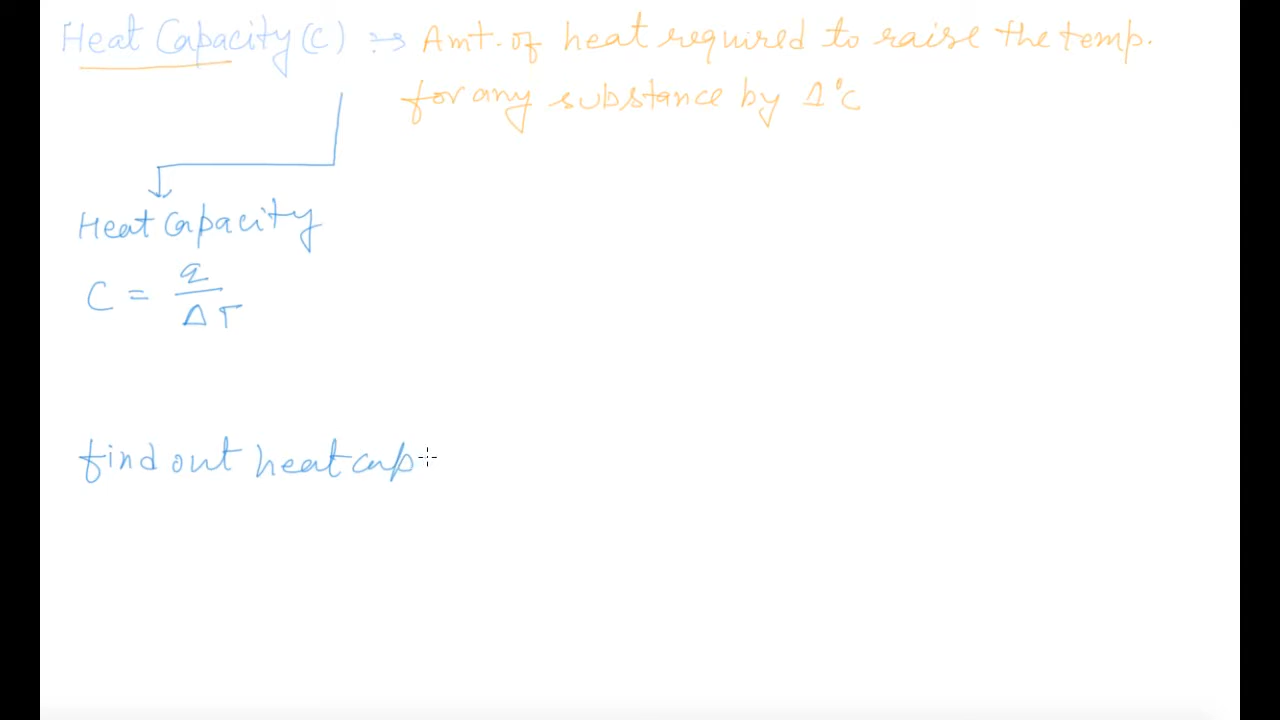 Heat Capacity (C) :→ Amt. of heat required to raise the temp.
for any substance by 1°C
Heat Capacity
C = q / ΔT
find out heat cap